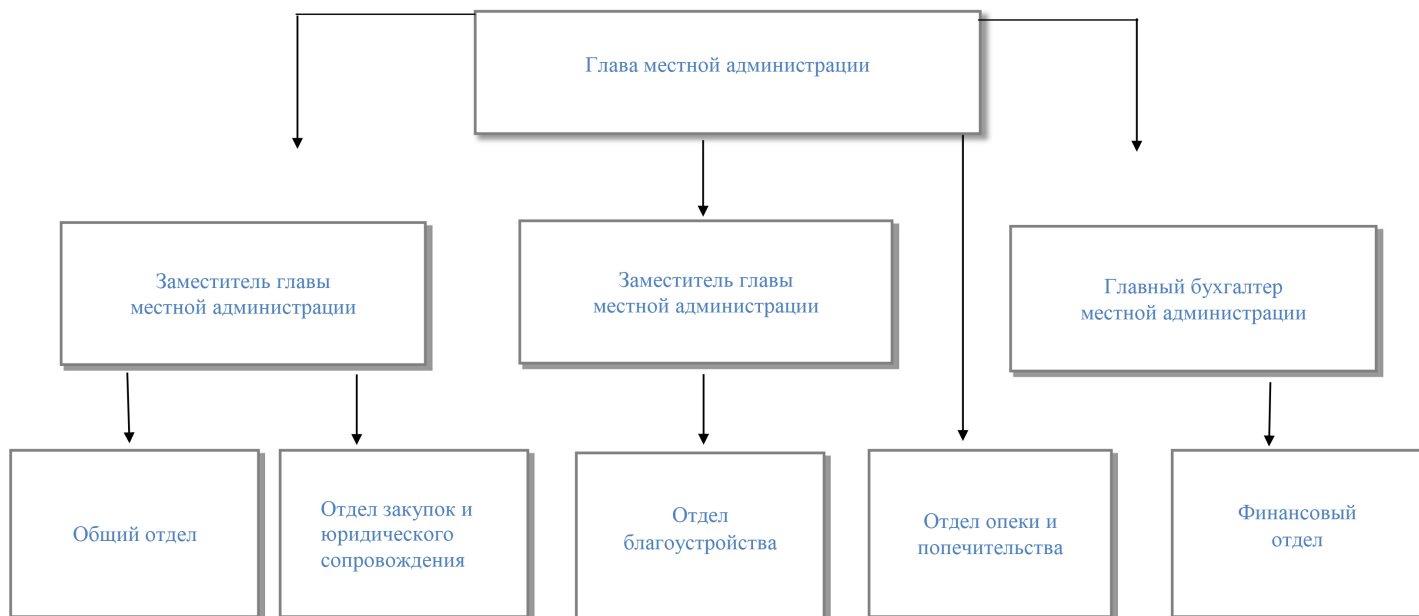 Глава местной администрации
Заместитель главы
местной администрации
Заместитель главы
местной администрации
Главный бухгалтер
местной администрации
Общий отдел
Отдел закупок и
юридического
сопровождения
Отдел
благоустройства
Отдел опеки и
попечительства
Финансовый
отдел